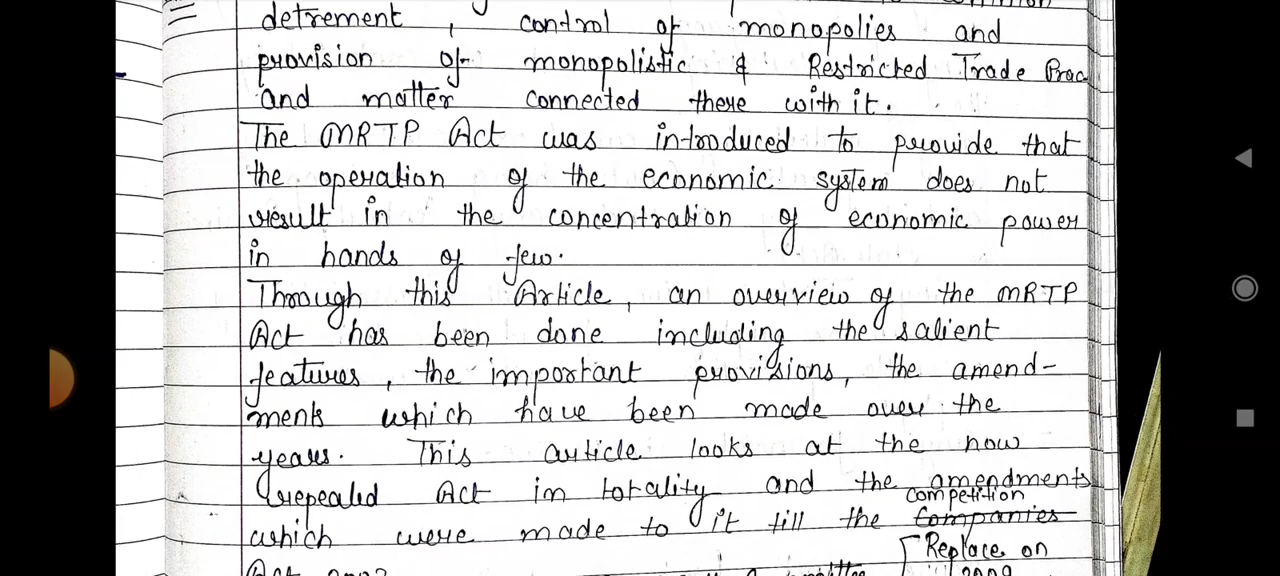 detrement, control of monopolies and
provision of monopolistic & Restricted Trade Prac
and matter connected there with it.
The MRTP Act was introduced to provide that
the operation of the economic system does not
result in the concentration of economic power
in hands of few.
Through this Article, an overview of the MRTP
Act has been done including the salient
features, the important provisions, the amend-
ments which have been made over the
years. This article looks at the now
repealed Act in totality and the amendments
competition
which were made to it till the companies
Replace on
Act 2002
2009